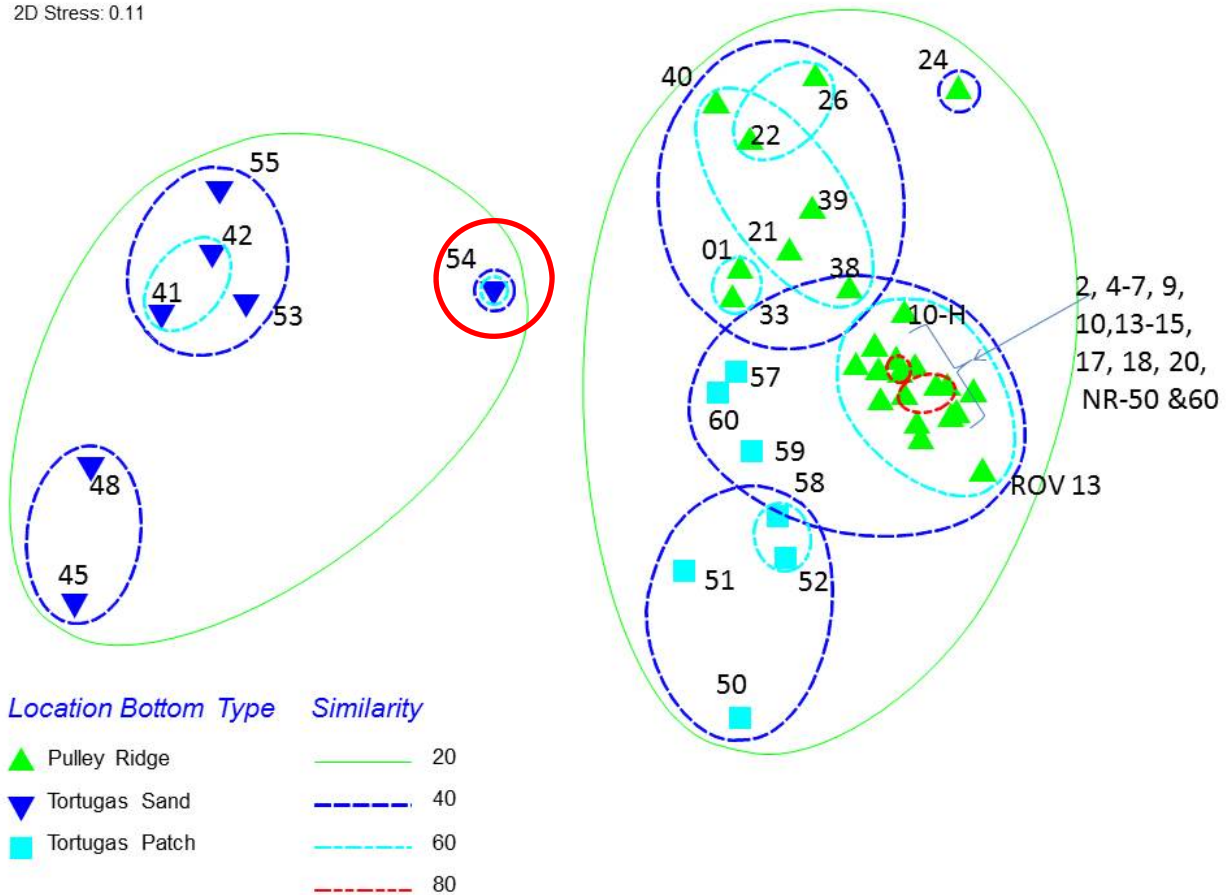 2D Stress: 0.11
40
24
26
22
55
42
54
39
21
01
38
41
53
33
10-H
2, 4-7, 9,
10,13-15,
17, 18, 20,
NR-50 &60
57
60
59
48
58
ROV 13
45
51
52
50
Location Bottom Type
Pulley Ridge
Tortugas Sand
Tortugas Patch
Similarity
20
40
60
80